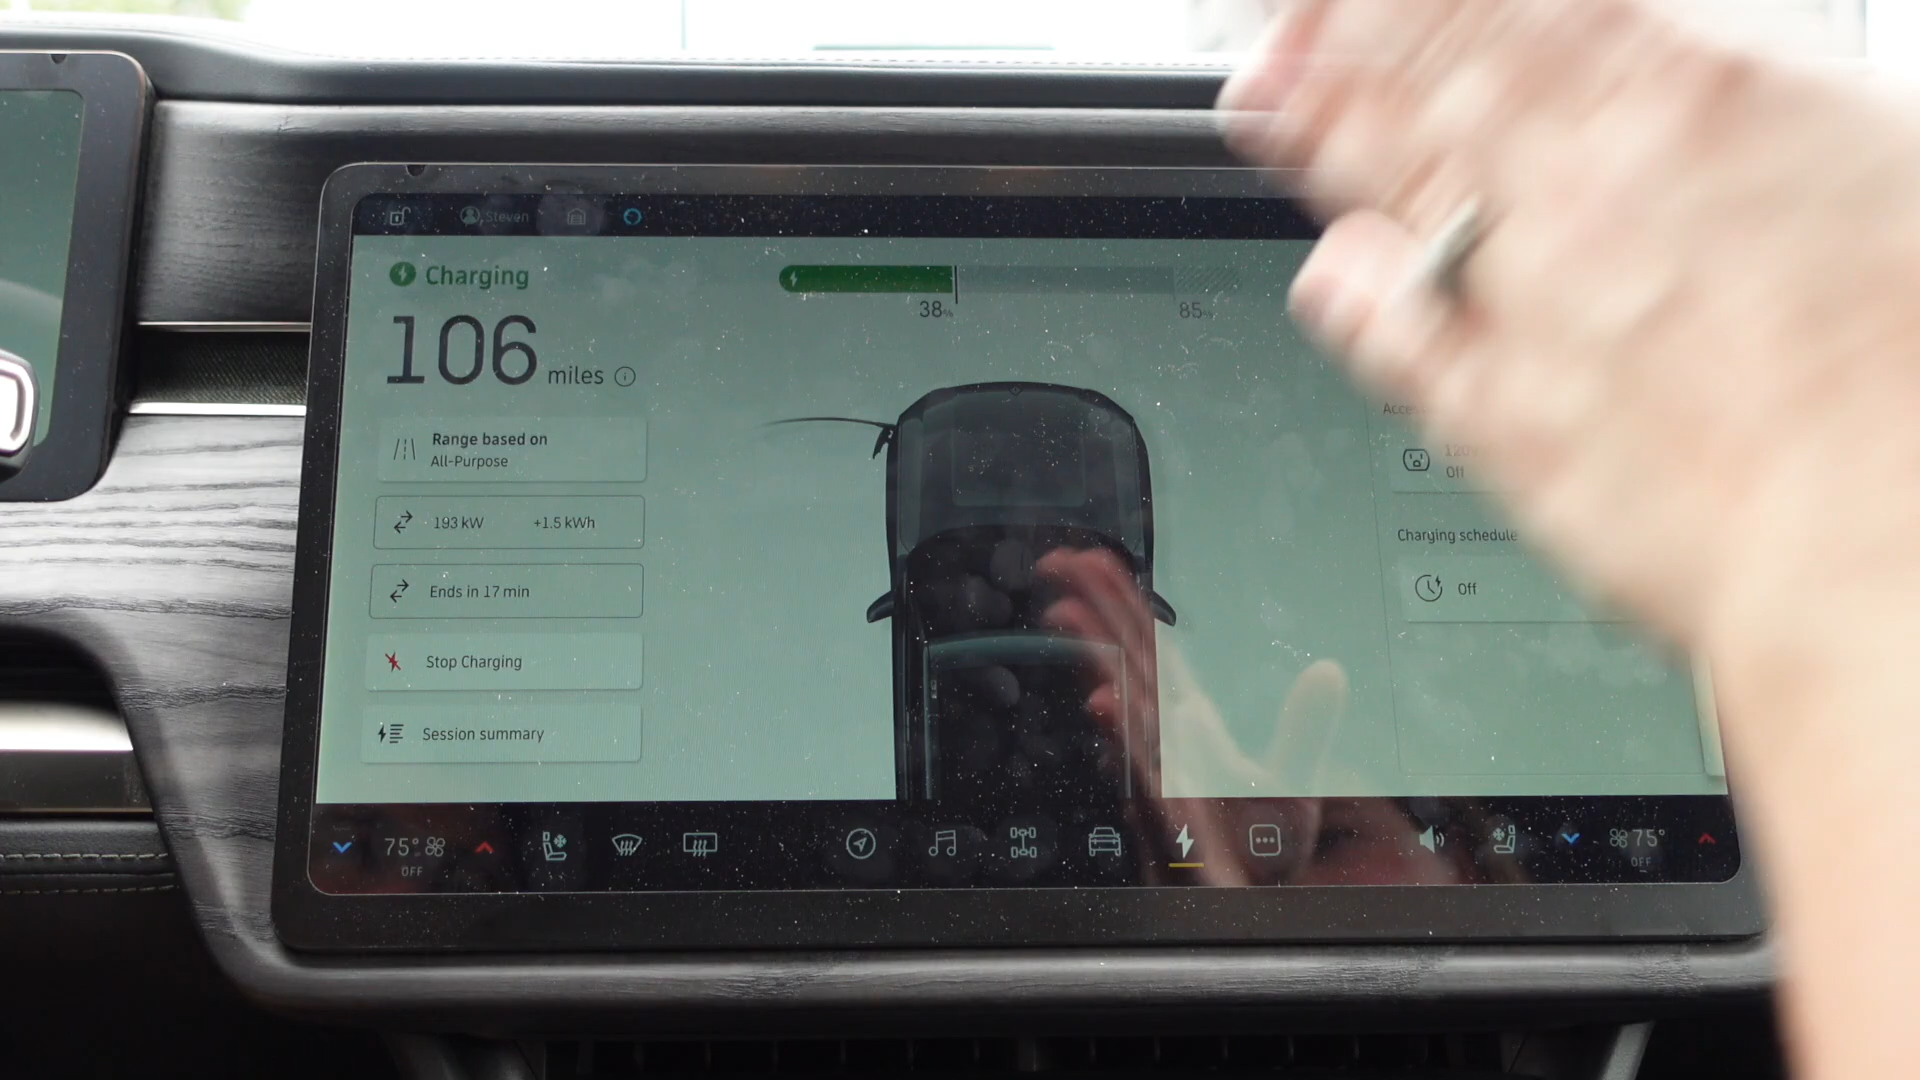 Steven
Charging
38%
85%
106 miles
Range based on
All-Purpose
193 kW +1.5 kWh
Ends in 17 min
Stop Charging
Session summary
Off
Charging schedule
Off
75°
OFF
75°
OFF